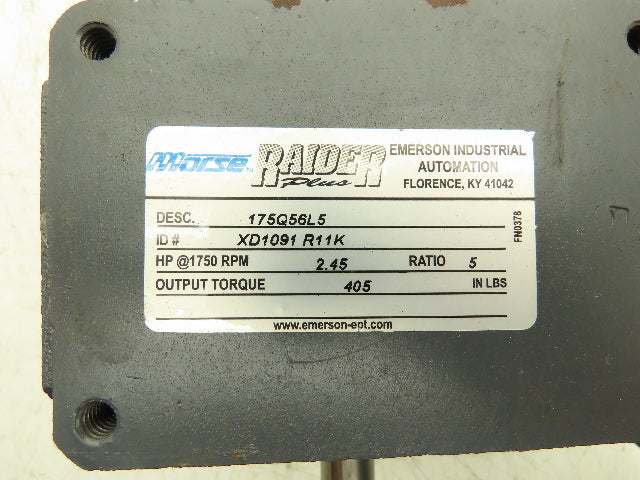 Morse™ RAIDER Plus
EMERSON INDUSTRIAL
AUTOMATION
FLORENCE, KY 41042
DESC. 175Q56L5
ID # XD1091 R11K
HP @1750 RPM 2.45 RATIO 5
OUTPUT TORQUE 405 IN LBS
www.emerson-ept.com
FN0378